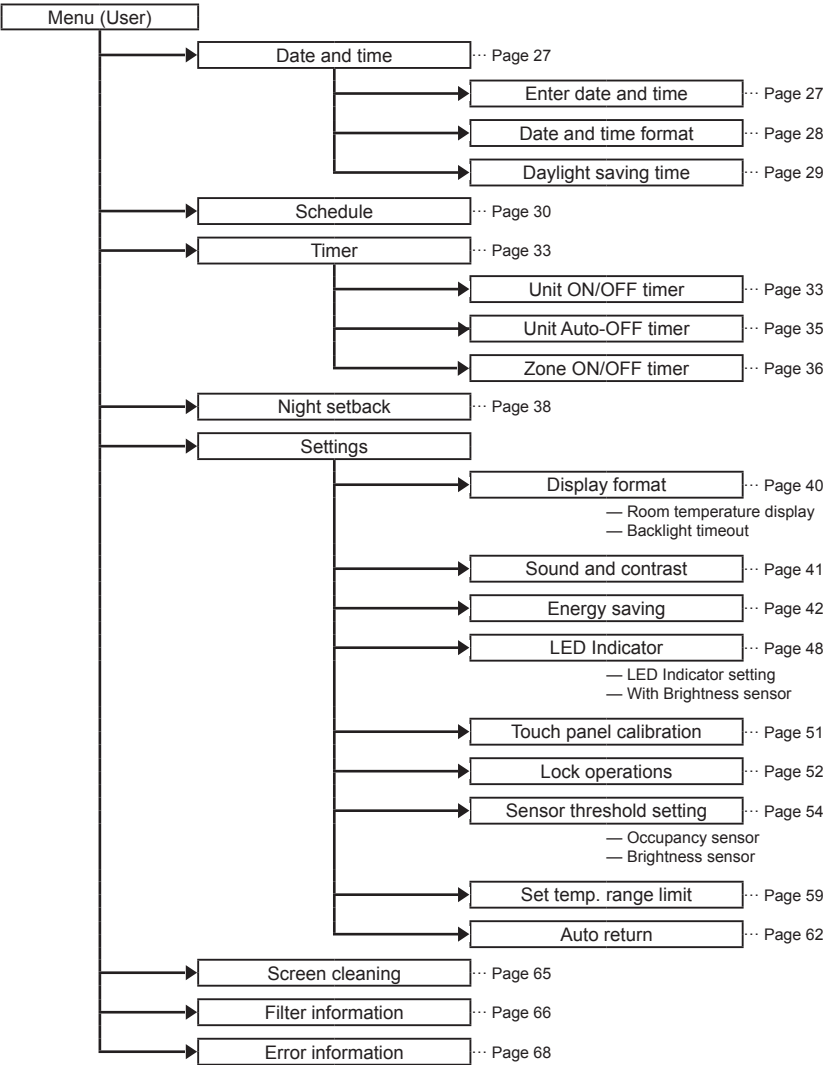 Menu (User)
Date and time ··· Page 27
Enter date and time ··· Page 27
Date and time format ··· Page 28
Daylight saving time ··· Page 29
Schedule ··· Page 30
Timer ··· Page 33
Unit ON/OFF timer ··· Page 33
Unit Auto-OFF timer ··· Page 35
Zone ON/OFF timer ··· Page 36
Night setback ··· Page 38
Settings
Display format ··· Page 40
— Room temperature display
— Backlight timeout
Sound and contrast ··· Page 41
Energy saving ··· Page 42
LED Indicator ··· Page 48
— LED Indicator setting
— With Brightness sensor
Touch panel calibration ··· Page 51
Lock operations ··· Page 52
Sensor threshold setting ··· Page 54
— Occupancy sensor
— Brightness sensor
Set temp. range limit ··· Page 59
Auto return ··· Page 62
Screen cleaning ··· Page 65
Filter information ··· Page 66
Error information ··· Page 68